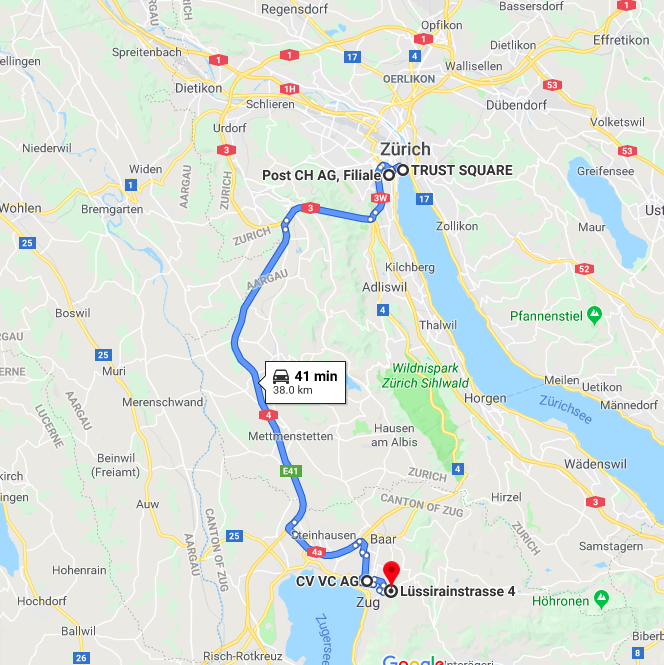 Regensdorf
Bassersdorf
1
Opfikon
1
Effretikon
Spreitenbach
1
1
17
4
Dietlikon
Wallisellen
OERLIKON
Dietikon
1H
53
Schlieren
Dübendorf
Urdorf
Volketswil
Niederwil
3
Zürich
53
Post CH AG, Filiale
TRUST SQUARE
Widen
Greifensee
1
AARGAU
ZURICH
3W
17
Wohlen
Bremgarten
3
Maur
Zollikon
25
ZURICH
Kilchberg
52
AARGAU
Adliswil
4
Boswil
Pfannenstiel
Thalwil
25
Muri
41 min
38.0 km
Wildnispark
Zürich Sihlwald
Meilen
Uetikon
Merenschwand
Horgen
Männedorf
Zürichsee
4
LUCERNE
AARGAU
Mettmenstetten
Hausen
am Albis
Beinwil
(Freiamt)
E41
4
Wädenswil
ZURICH
Hirzel
3
Auw
CANTON OF ZUG
CANTON OF ZUG
25
Steinhausen
Baar
ZURICH
AARGAU
4a
Samstagern
Hohenrain
CV VC AG
Lüssirainstrasse 4
Hochdorf
Zug
Höhronen
Ballwil
Zugersee
26
Risch-Rotkreuz
8
Google